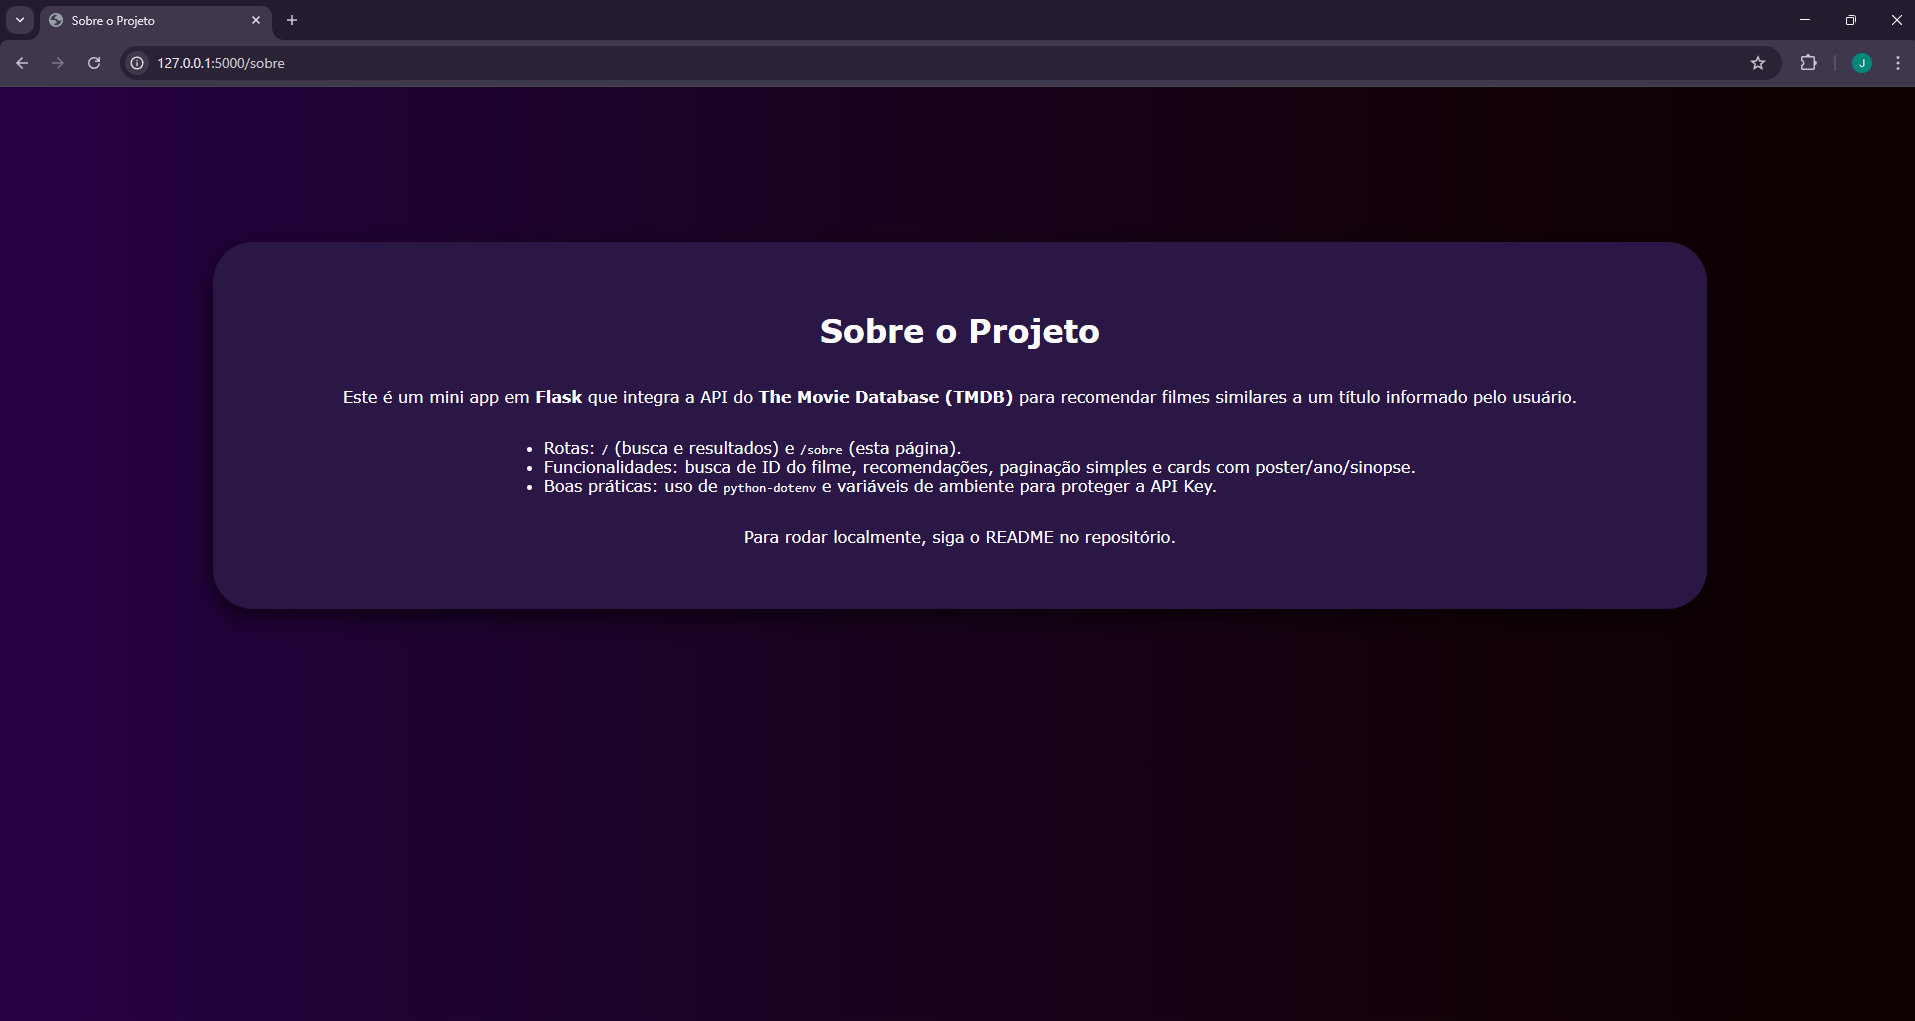 Sobre o Projeto
127.0.0.1:5000/sobre
J
Sobre o Projeto
Este é um mini app em Flask que integra a API do The Movie Database (TMDB) para recomendar filmes similares a um título informado pelo usuário.
• Rotas: / (busca e resultados) e /sobre (esta página).
• Funcionalidades: busca de ID do filme, recomendações, paginação simples e cards com poster/ano/sinopse.
• Boas práticas: uso de python-dotenv e variáveis de ambiente para proteger a API Key.
Para rodar localmente, siga o README no repositório.